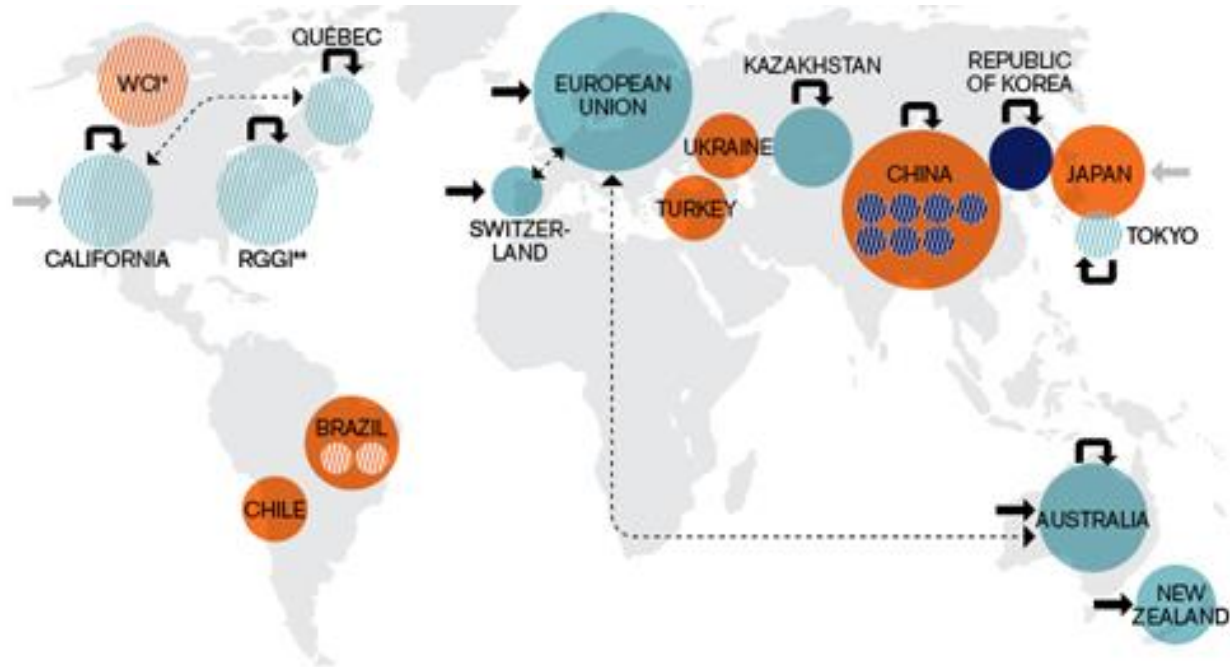 QUÉBEC
WCI*
CALIFORNIA
RGGI**
EUROPEAN
UNION
SWITZER-
LAND
UKRAINE
TURKEY
KAZAKHSTAN
CHINA
REPUBLIC
OF KOREA
JAPAN
TOKYO
BRAZIL
CHILE
AUSTRALIA
NEW
ZEALAND